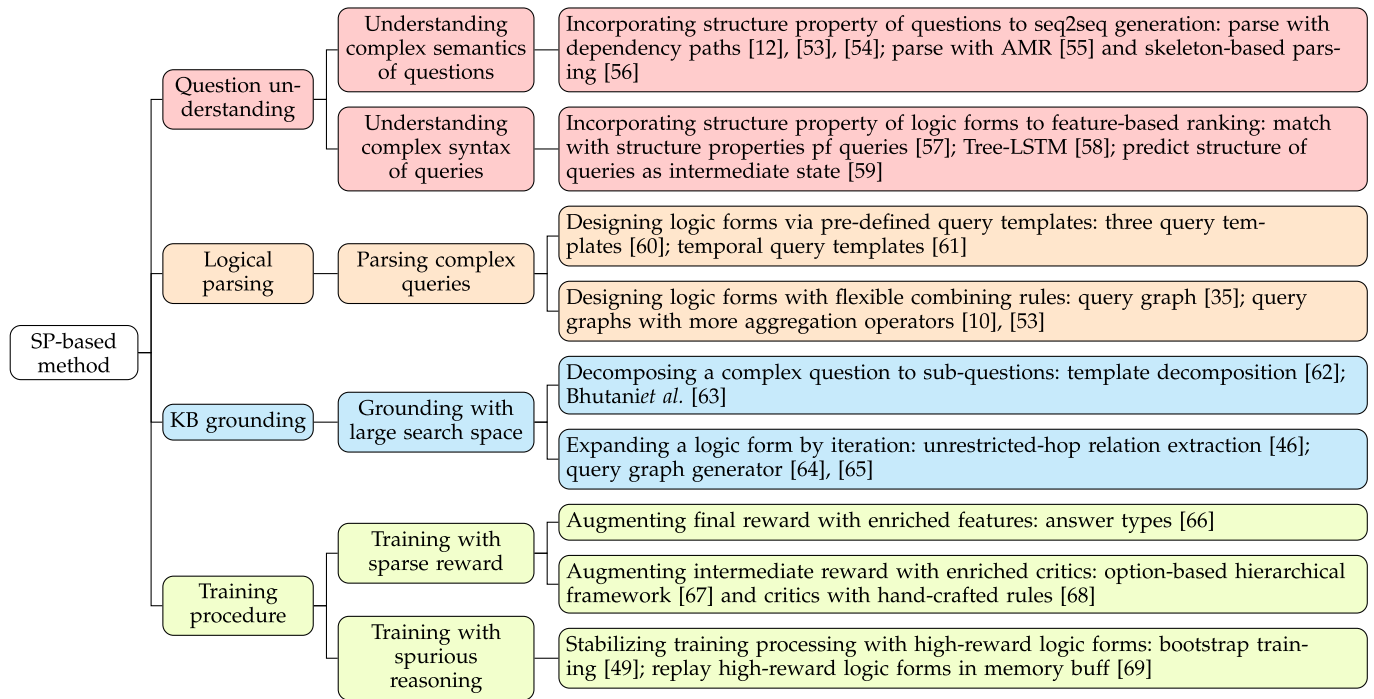 SP-based
method
Question un-
derstanding
Understanding
complex semantics
of questions
Incorporating structure property of questions to seq2seq generation: parse with
dependency paths [12], [53], [54]; parse with AMR [55] and skeleton-based pars-
ing [56]
Understanding
complex syntax
of queries
Incorporating structure property of logic forms to feature-based ranking: match
with structure properties pf queries [57]; Tree-LSTM [58]; predict structure of
queries as intermediate state [59]
Logical
parsing
Parsing complex
queries
Designing logic forms via pre-defined query templates: three query tem-
plates [60]; temporal query templates [61]
Designing logic forms with flexible combining rules: query graph [35]; query
graphs with more aggregation operators [10], [53]
KB grounding
Grounding with
large search space
Decomposing a complex question to sub-questions: template decomposition [62];
Bhutaniet al. [63]
Expanding a logic form by iteration: unrestricted-hop relation extraction [46];
query graph generator [64], [65]
Training
procedure
Training with
sparse reward
Augmenting final reward with enriched features: answer types [66]
Augmenting intermediate reward with enriched critics: option-based hierarchical
framework [67] and critics with hand-crafted rules [68]
Training with
spurious
reasoning
Stabilizing training processing with high-reward logic forms: bootstrap train-
ing [49]; replay high-reward logic forms in memory buff [69]